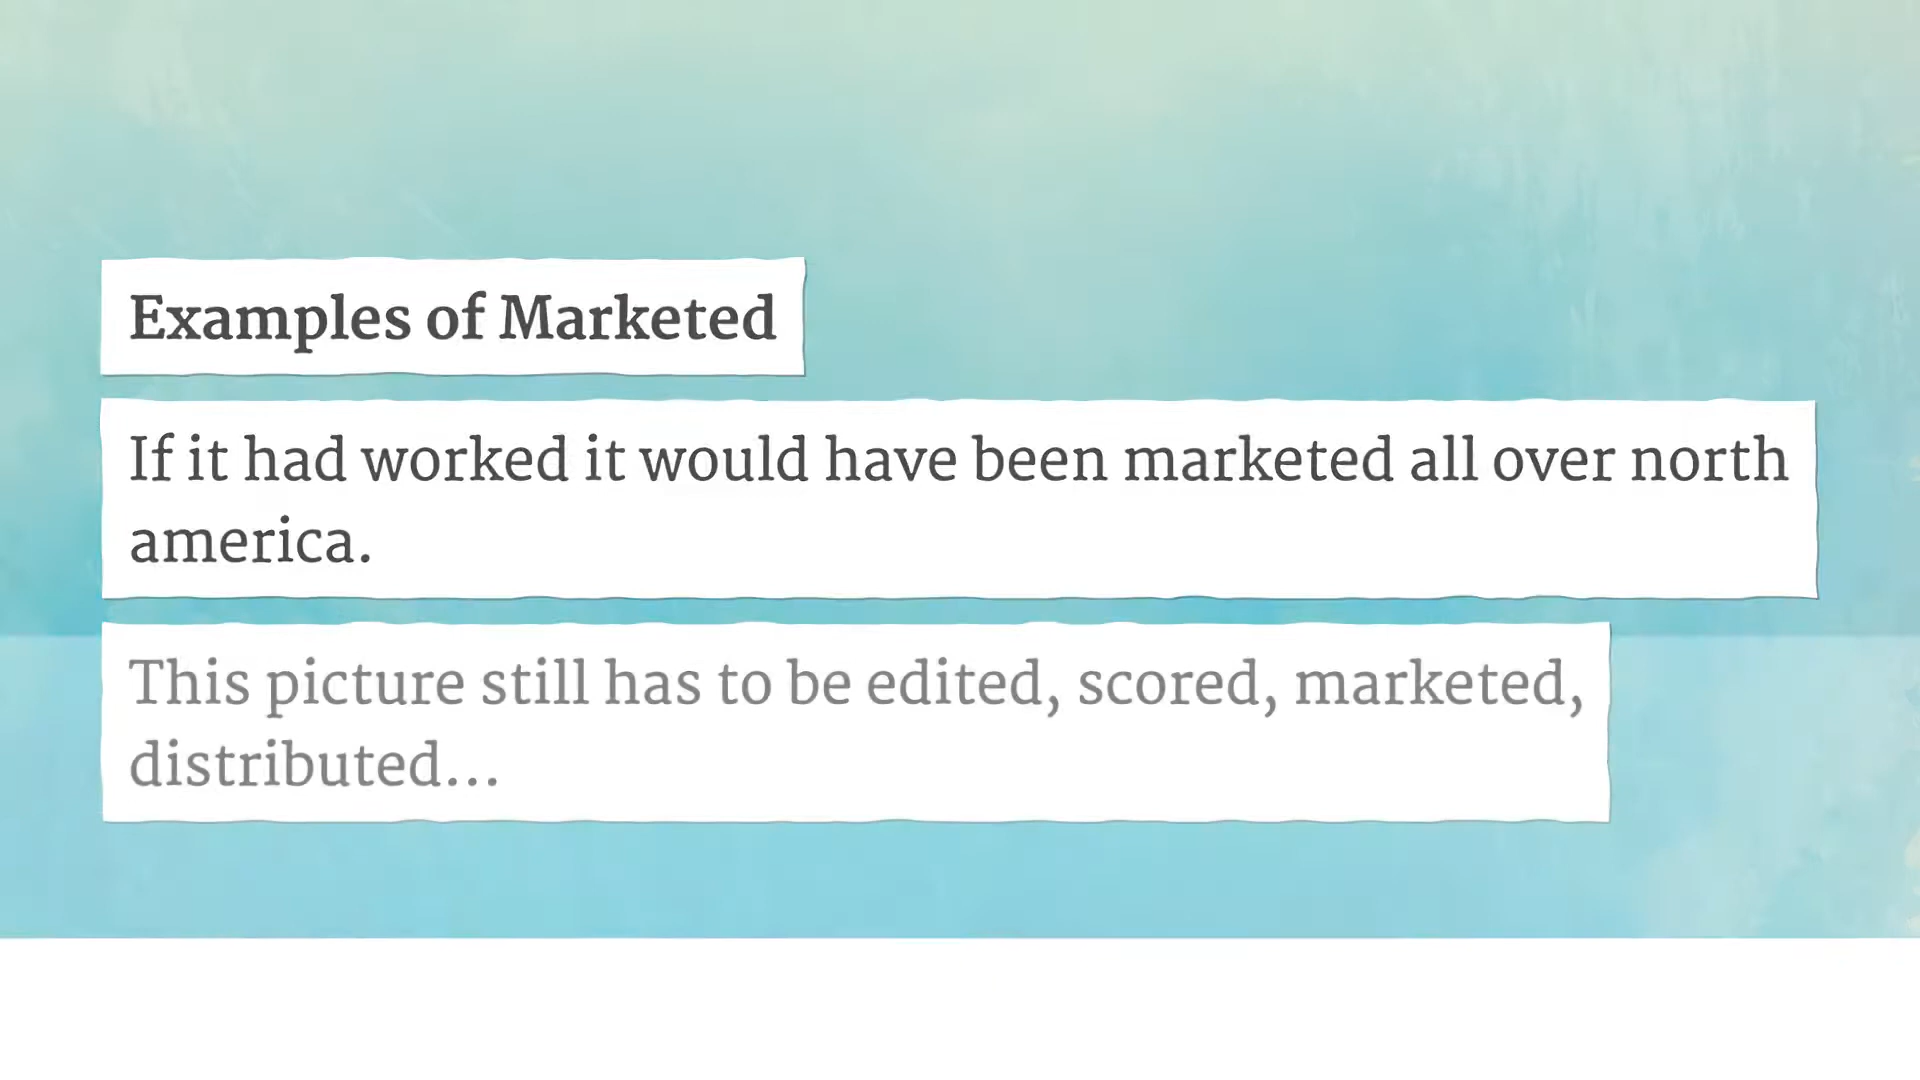 Examples of Marketed
If it had worked it would have been marketed all over north
america.
This picture still has to be edited, scored, marketed,
distributed...